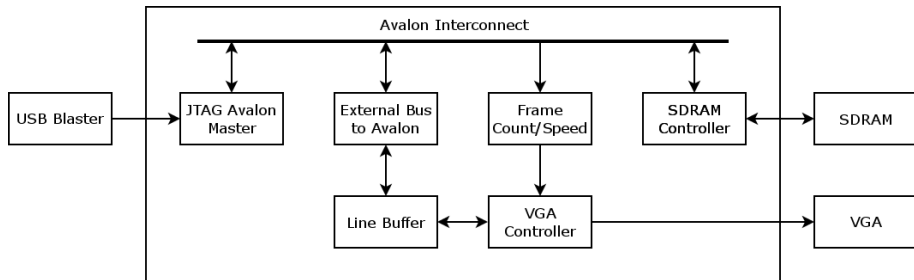 Avalon Interconnect
USB Blaster
JTAG Avalon
Master
External Bus
to Avalon
Frame
Count/Speed
SDRAM
Controller
SDRAM
Line Buffer
VGA
Controller
VGA